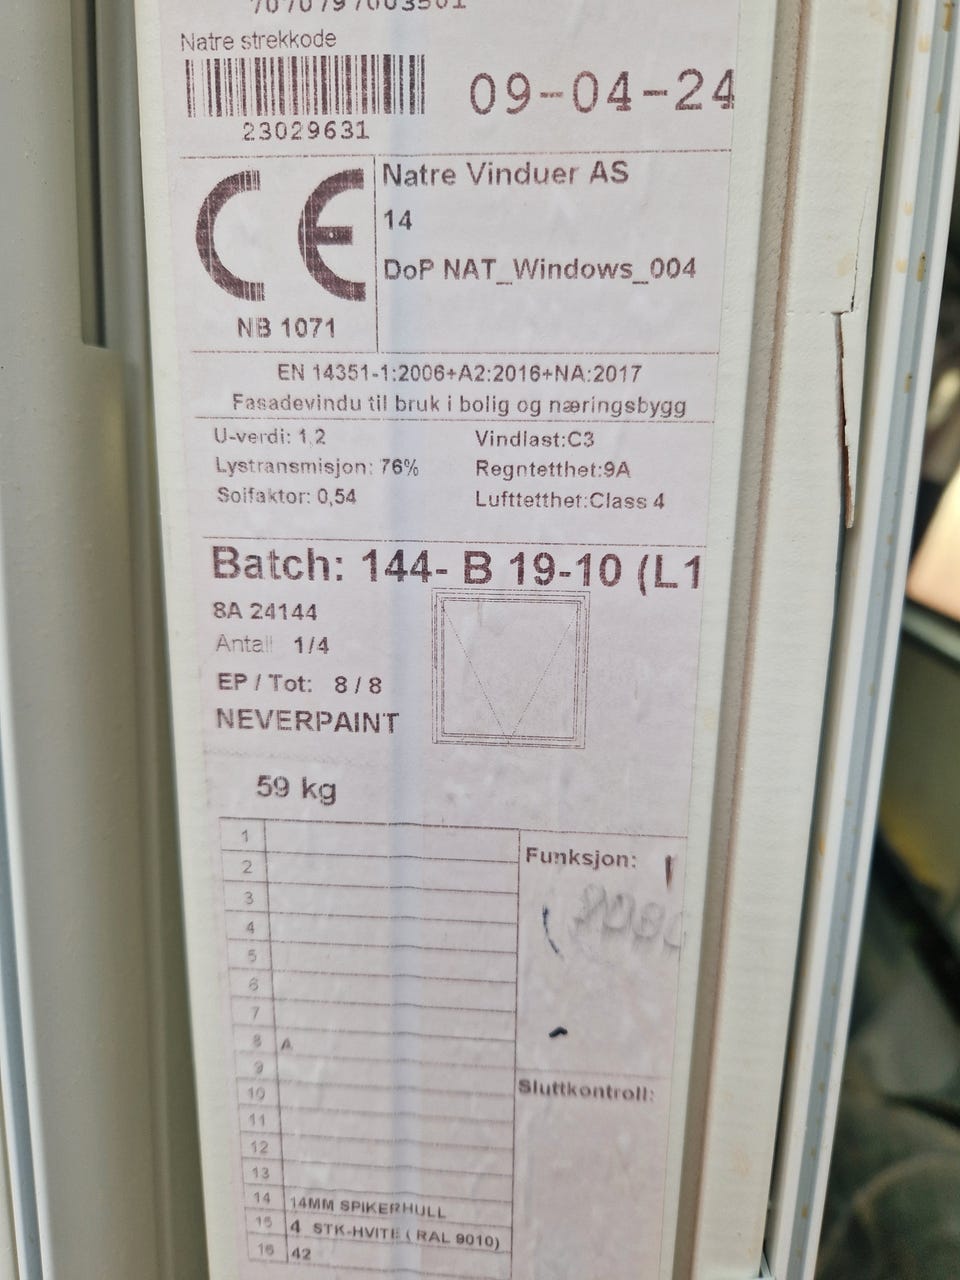 Natre strekkode
09-04-24
23029631
CE
NB 1071
Natre Vinduer AS
14
DoP NAT_Windows_004
EN 14351-1:2006+A2:2016+NA:2017
Fasadevindu til bruk i bolig og næringsbygg
U-verdi: 1,2
Vindlast:C3
Lystransmisjon: 76%
Regntetthet:9A
Solfaktor: 0,54
Lufttetthet:Class 4
Batch: 144- B 19-10 (L1
8A 24144
Antall 1/4
EP / Tot: 8 / 8
NEVERPAINT
59 kg
Funksjon:
Sluttkontroll:
1
2
3
4
5
6
7
8 A
9
10
11
12
13
14 14MM SPIKERHULL
15 4 STK-HVITE ( RAL 9010)
16 42